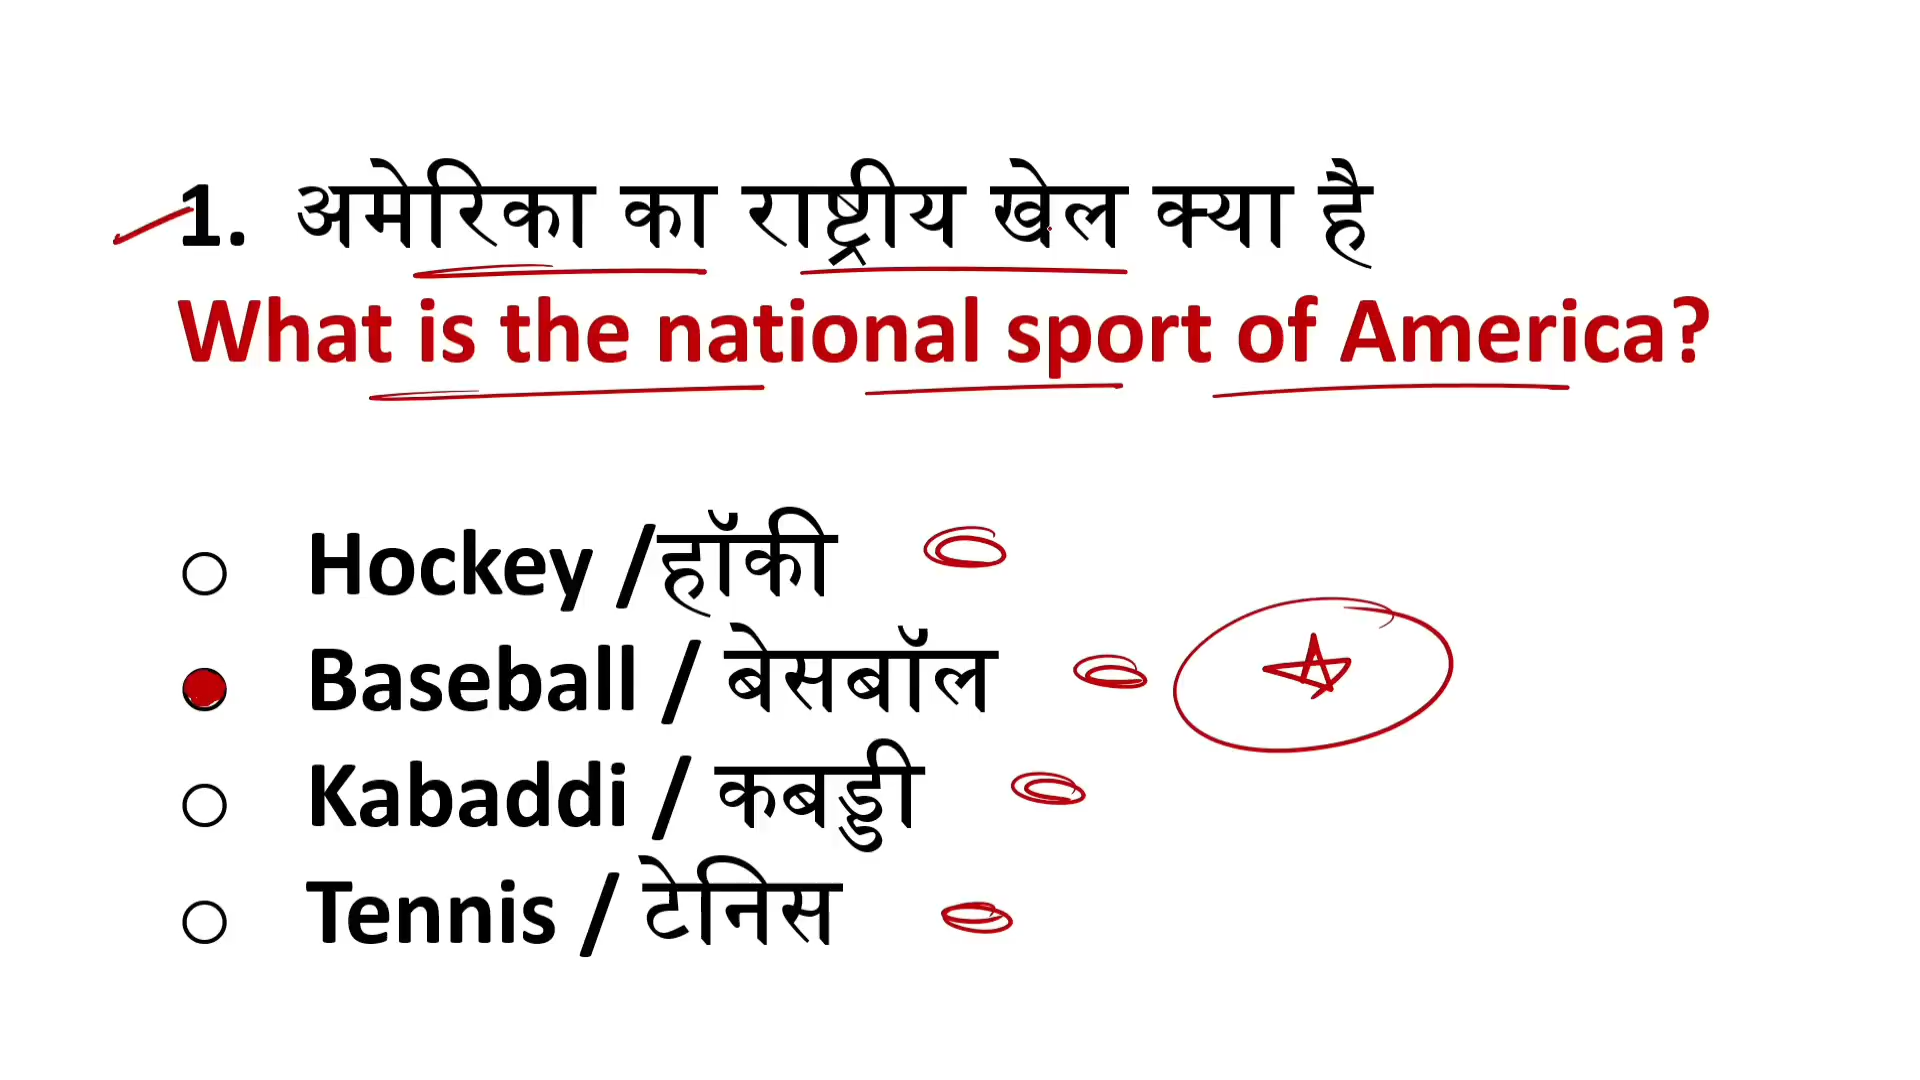 1. अमेरिका का राष्ट्रीय खेल क्या है
What is the national sport of America?
Hockey /हॉकी
Baseball / बेसबॉल
Kabaddi / कबड्डी
Tennis / टेनिस